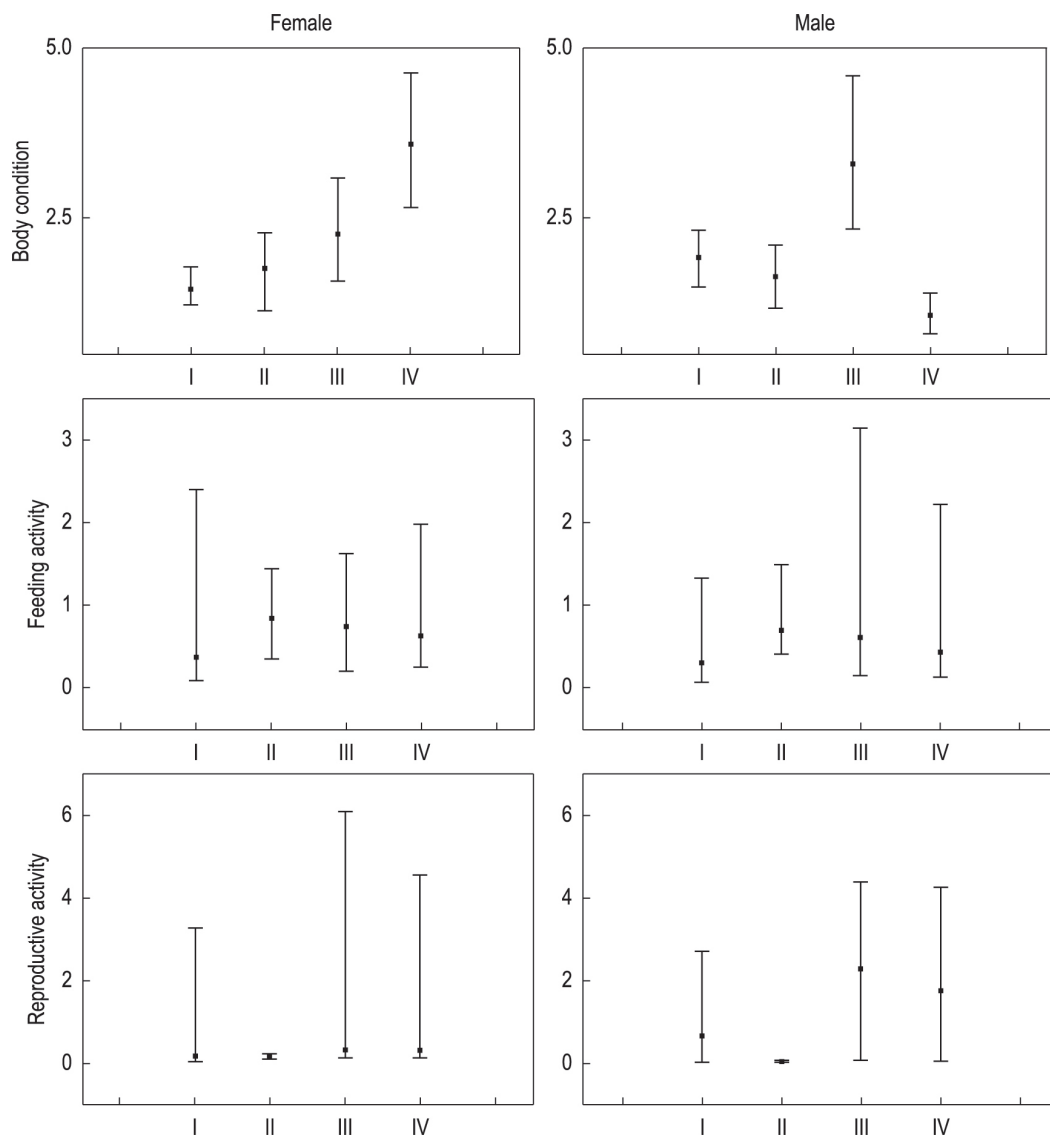 Female Male
Body condition
5.0 5.0
2.5 2.5
I II III IV I II III IV
Feeding activity
3 3
2 2
1 1
0 0
I II III IV I II III IV
Reproductive activity
6 6
4 4
2 2
0 0
I II III IV I II III IV